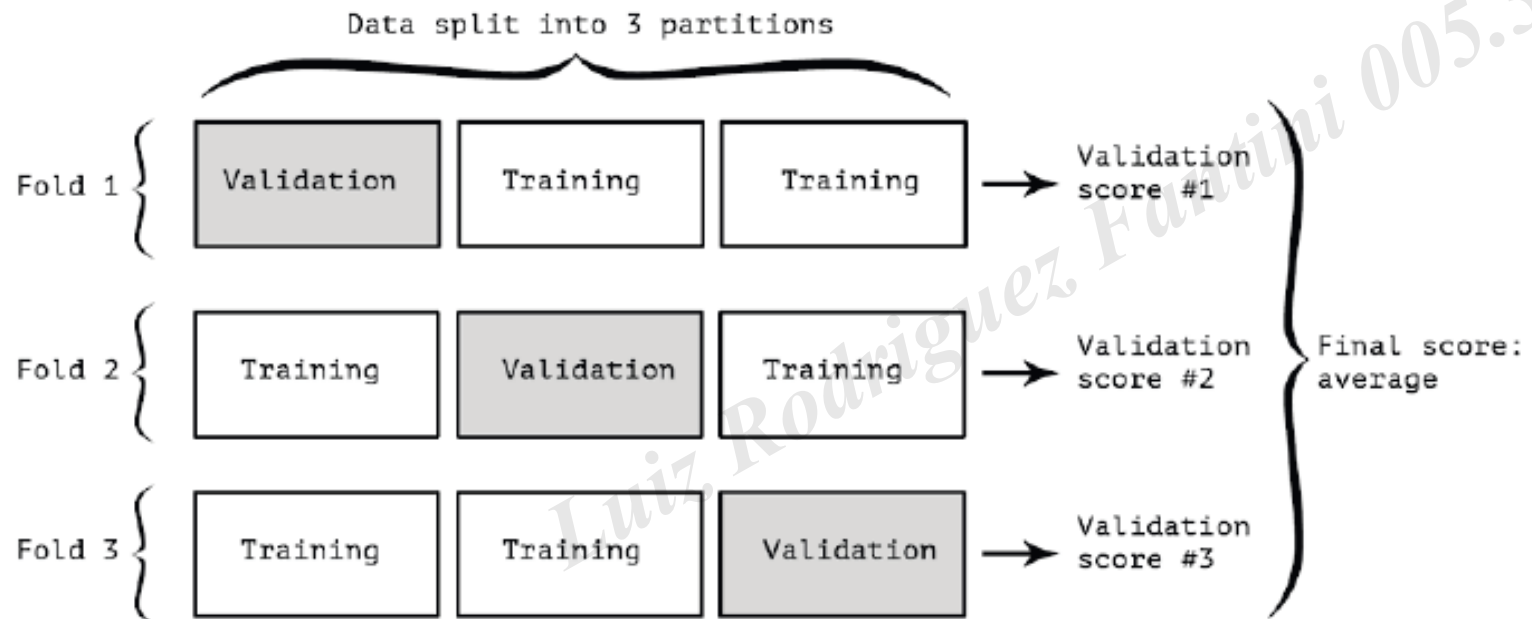 Data split into 3 partitions
Fold 1
Validation
Training
Training
Validation
score #1
Fold 2
Training
Validation
Training
Validation
score #2
Final score:
average
Fold 3
Training
Training
Validation
Validation
score #3
Luiz Rodriguez Fantini 005.3